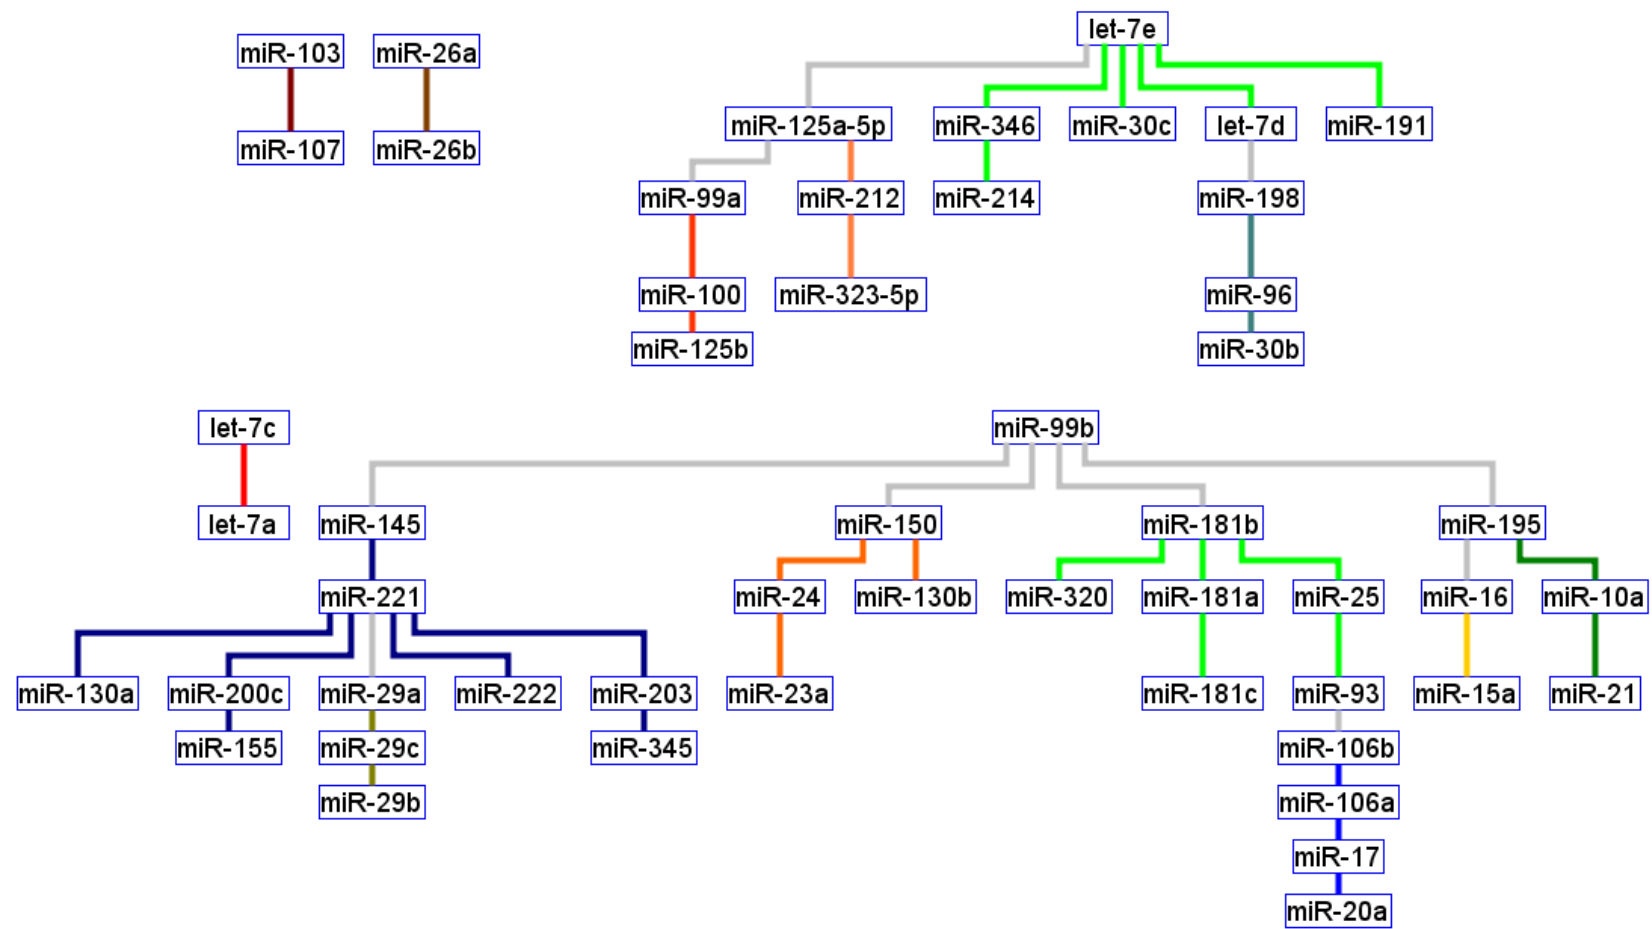 let-7e
miR-103 miR-26a
miR-125a-5p miR-346 miR-30c let-7d miR-191
miR-107 miR-26b
miR-99a miR-212 miR-214 miR-198
miR-100 miR-323-5p miR-96
miR-125b miR-30b
let-7c miR-99b
let-7a miR-145 miR-150 miR-181b miR-195
miR-221 miR-24 miR-130b miR-320 miR-181a miR-25 miR-16 miR-10a
miR-130a miR-200c miR-29a miR-222 miR-203 miR-23a miR-181c miR-93 miR-15a miR-21
miR-155 miR-29c miR-345 miR-106b
miR-29b miR-106a
miR-17
miR-20a